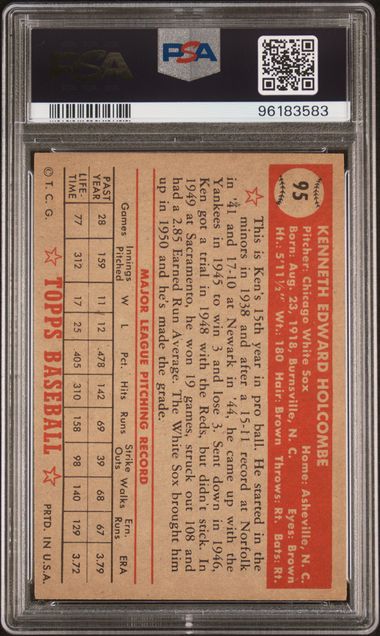 PSA
PSA
96183583
95
KENNETH EDWARD HOLCOMBE
Pitcher: Chicago White Sox Home: Asheville, N. C.
Born: Aug. 23, 1918, Burnsville, N. C. Eyes: Brown
Ht.: 5'11½" Wt: 180 Hair: Brown Throws: Rt. Bats: Rt.
This is Ken's 15th year in pro ball. He started in the
minors in 1938 and after a 15-11 record at Norfolk
in '41 and 17-10 at Newark in '44, he came up with the
Yankees in 1945 to win 3 and lose 3. Sent down in 1946,
Ken got a trial in 1948 with the Reds, but didn't stick. In
1949 at Sacramento, he won 19 games, struck out 108 and
had a 2.85 Earned Run Average. The White Sox brought him
up in 1950 and he's made the grade.
MAJOR LEAGUE PITCHING RECORD
Games Innings Pitched W L Pct. Hits Runs Strike Outs Walks Ern. Runs ERA
PAST YEAR 28 159 11 12 .478 142 69 39 68 67 3.79
LIFE- TIME 77 312 17 25 .405 310 158 98 140 129 3.72
© T. C. G. TOPPS BASEBALL PRTD. IN U.S.A.